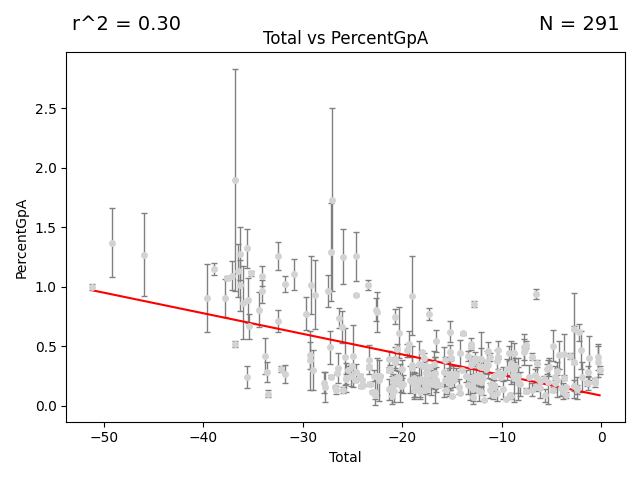 r^2 = 0.30
N = 291
Total vs PercentGpA
PercentGpA
2.5
2.0
1.5
1.0
0.5
0.0
−50
−40
−30
−20
−10
0
Total